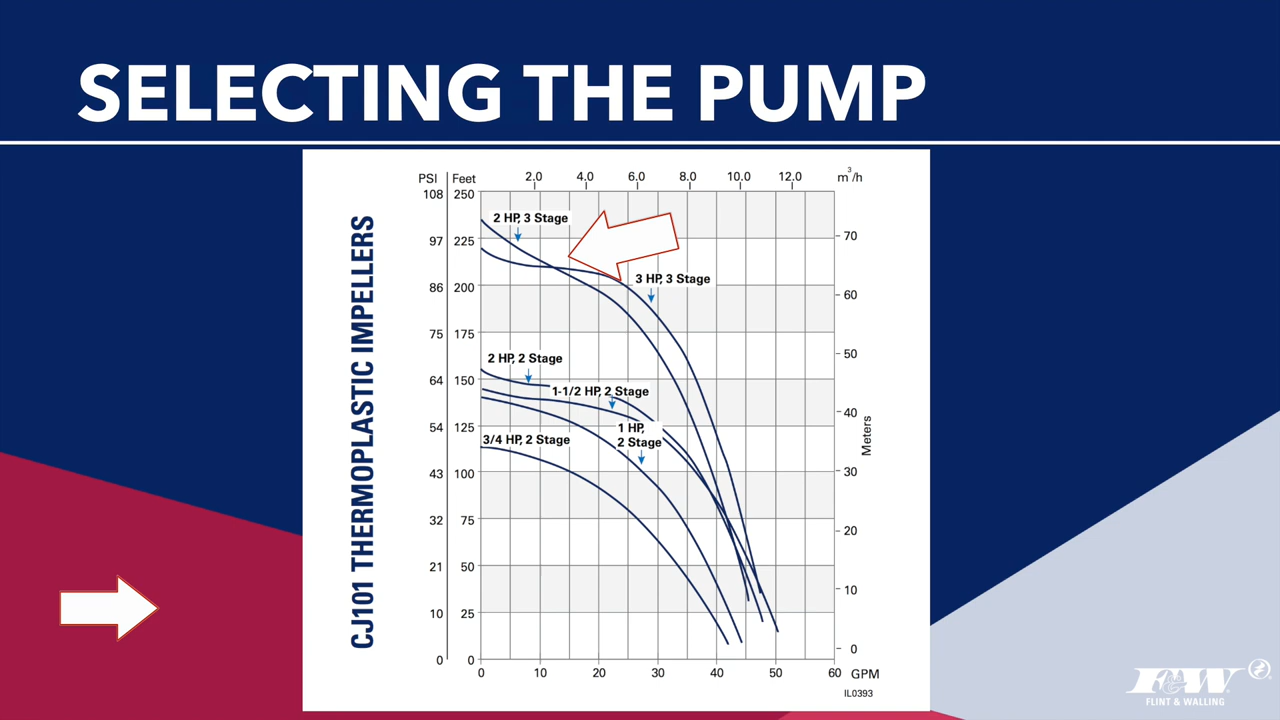 SELECTING THE PUMP
CJ101 THERMOPLASTIC IMPELLERS
PSI Feet 2.0 4.0 6.0 8.0 10.0 12.0 m³/h
108 250
97 225 70
86 200 60
75 175 50
64 150 40
54 125
43 100 30
32 75 20
21 50 10
10 25
0 0 0
2 HP, 3 Stage
3 HP, 3 Stage
2 HP, 2 Stage
1-1/2 HP, 2 Stage
1 HP,
2 Stage
3/4 HP, 2 Stage
Meters
0 10 20 30 40 50 60 GPM
IL0393
F&W
FLINT & WALLING